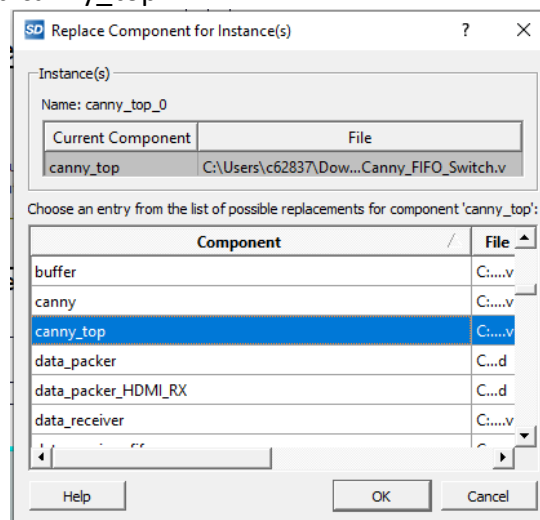 canny_top
SD Replace Component for Instance(s) ? ×
Instance(s)
Name: canny_top_0
Current Component File
canny_top C:\Users\c62837\Dow...Canny_FIFO_Switch.v
Choose an entry from the list of possible replacements for component 'canny_top':
Component / File
buffer C:....v
canny C:....v
canny_top C:....v
data_packer C...d
data_packer_HDMI_RX C...d
data_receiver C:....v
Help OK Cancel